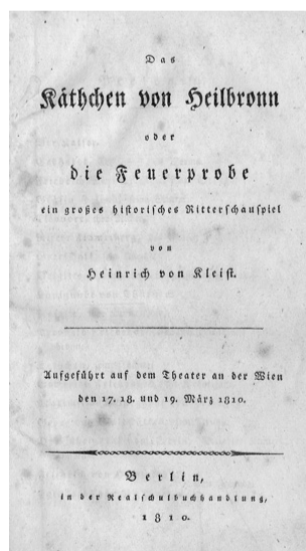 Das
Käthchen von Heilbronn
oder
die Feuerprobe
ein großes historisches Ritterschauspiel
von
Heinrich von Kleist.
Aufgeführt auf dem Theater an der Wien
den 17. 18. und 19. März 1810.
Berlin,
in der Realschulbuchhandlung,
1810.